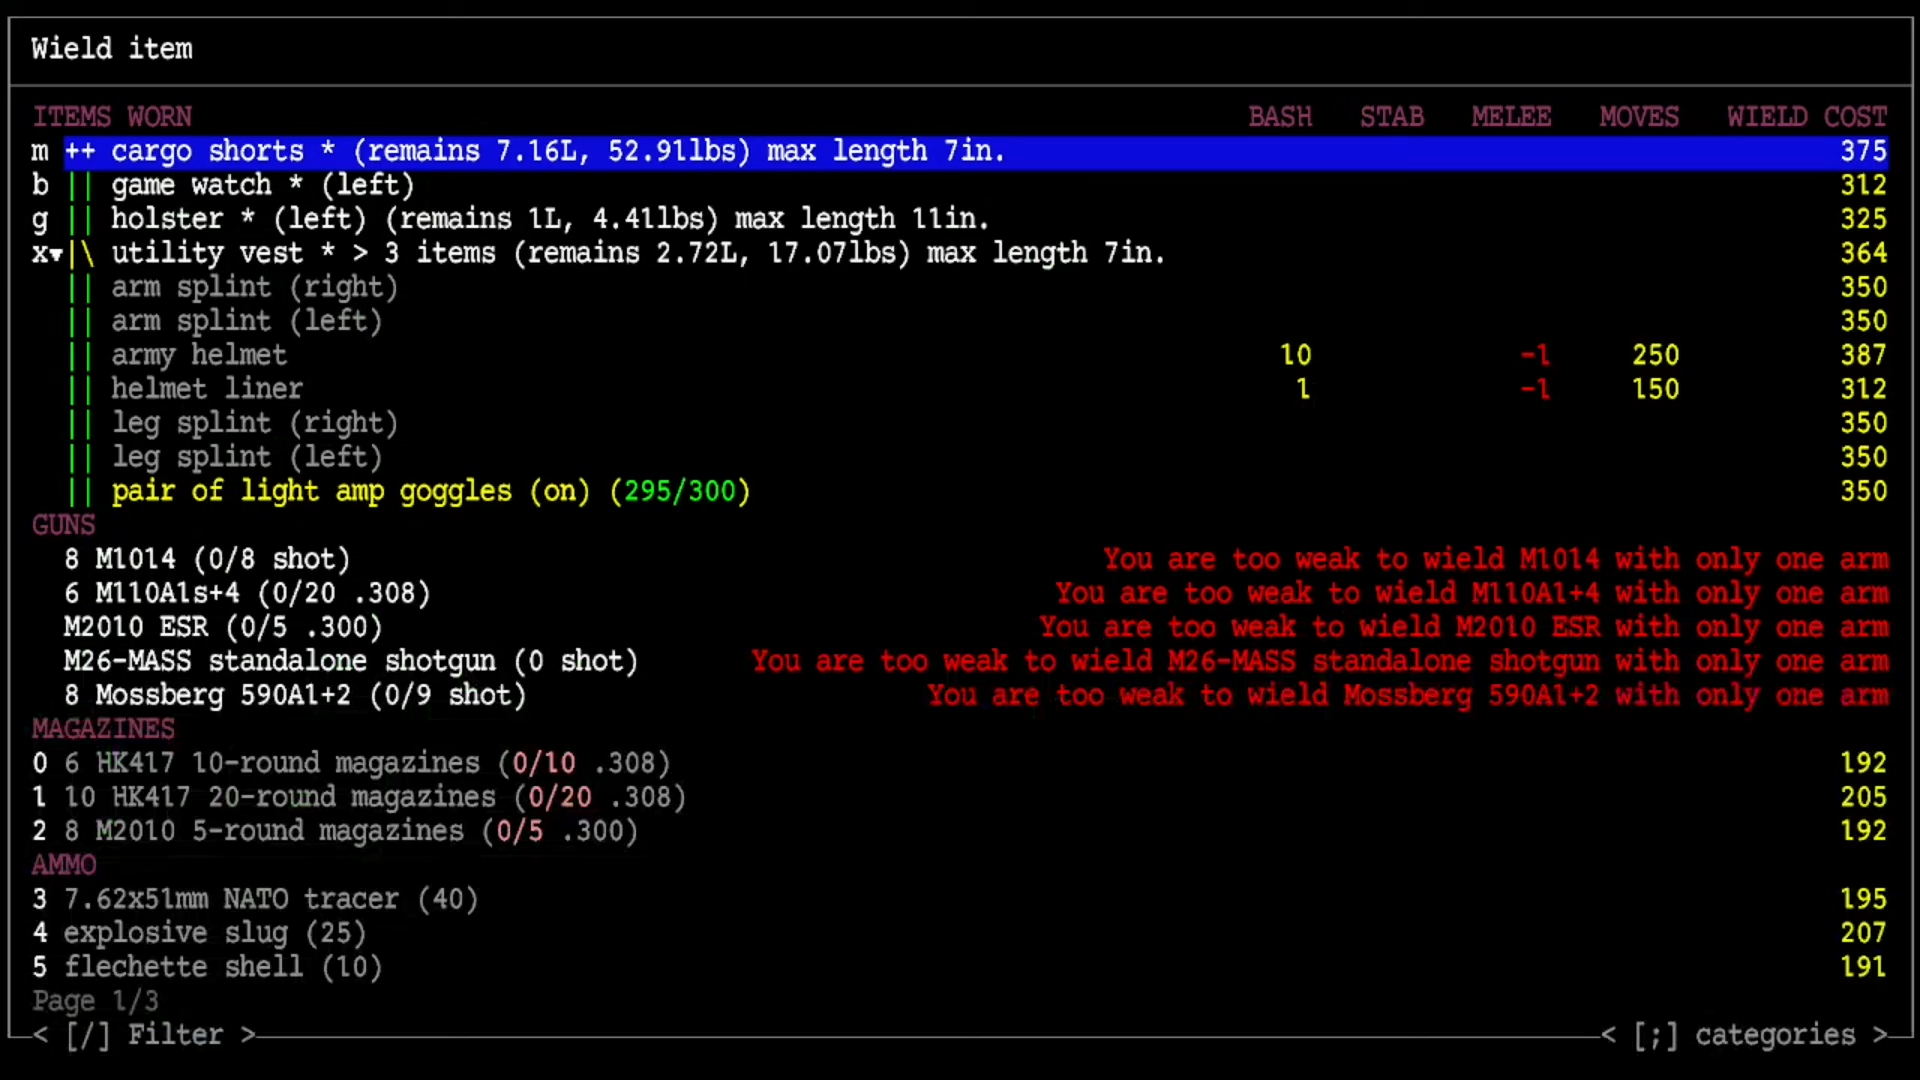 Wield item
ITEMS WORN BASH STAB MELEE MOVES WIELD COST
m ++ cargo shorts * (remains 7.16L, 52.91lbs) max length 7in. 375
b || game watch * (left) 312
g || holster * (left) (remains 1L, 4.41lbs) max length 11in. 325
x▾|\ utility vest * > 3 items (remains 2.72L, 17.07lbs) max length 7in. 364
|| arm splint (right) 350
|| arm splint (left) 350
|| army helmet 10 -1 250 387
|| helmet liner 1 -1 150 312
|| leg splint (right) 350
|| leg splint (left) 350
|| pair of light amp goggles (on) (295/300) 350
GUNS
8 M1014 (0/8 shot) You are too weak to wield M1014 with only one arm
6 M110A1s+4 (0/20 .308) You are too weak to wield M110A1+4 with only one arm
M2010 ESR (0/5 .300) You are too weak to wield M2010 ESR with only one arm
M26-MASS standalone shotgun (0 shot) You are too weak to wield M26-MASS standalone shotgun with only one arm
8 Mossberg 590A1+2 (0/9 shot) You are too weak to wield Mossberg 590A1+2 with only one arm
MAGAZINES
0 6 HK417 10-round magazines (0/10 .308) 192
1 10 HK417 20-round magazines (0/20 .308) 205
2 8 M2010 5-round magazines (0/5 .300) 192
AMMO
3 7.62x51mm NATO tracer (40) 195
4 explosive slug (25) 207
5 flechette shell (10) 191
Page 1/3
< [/] Filter > < [;] categories >